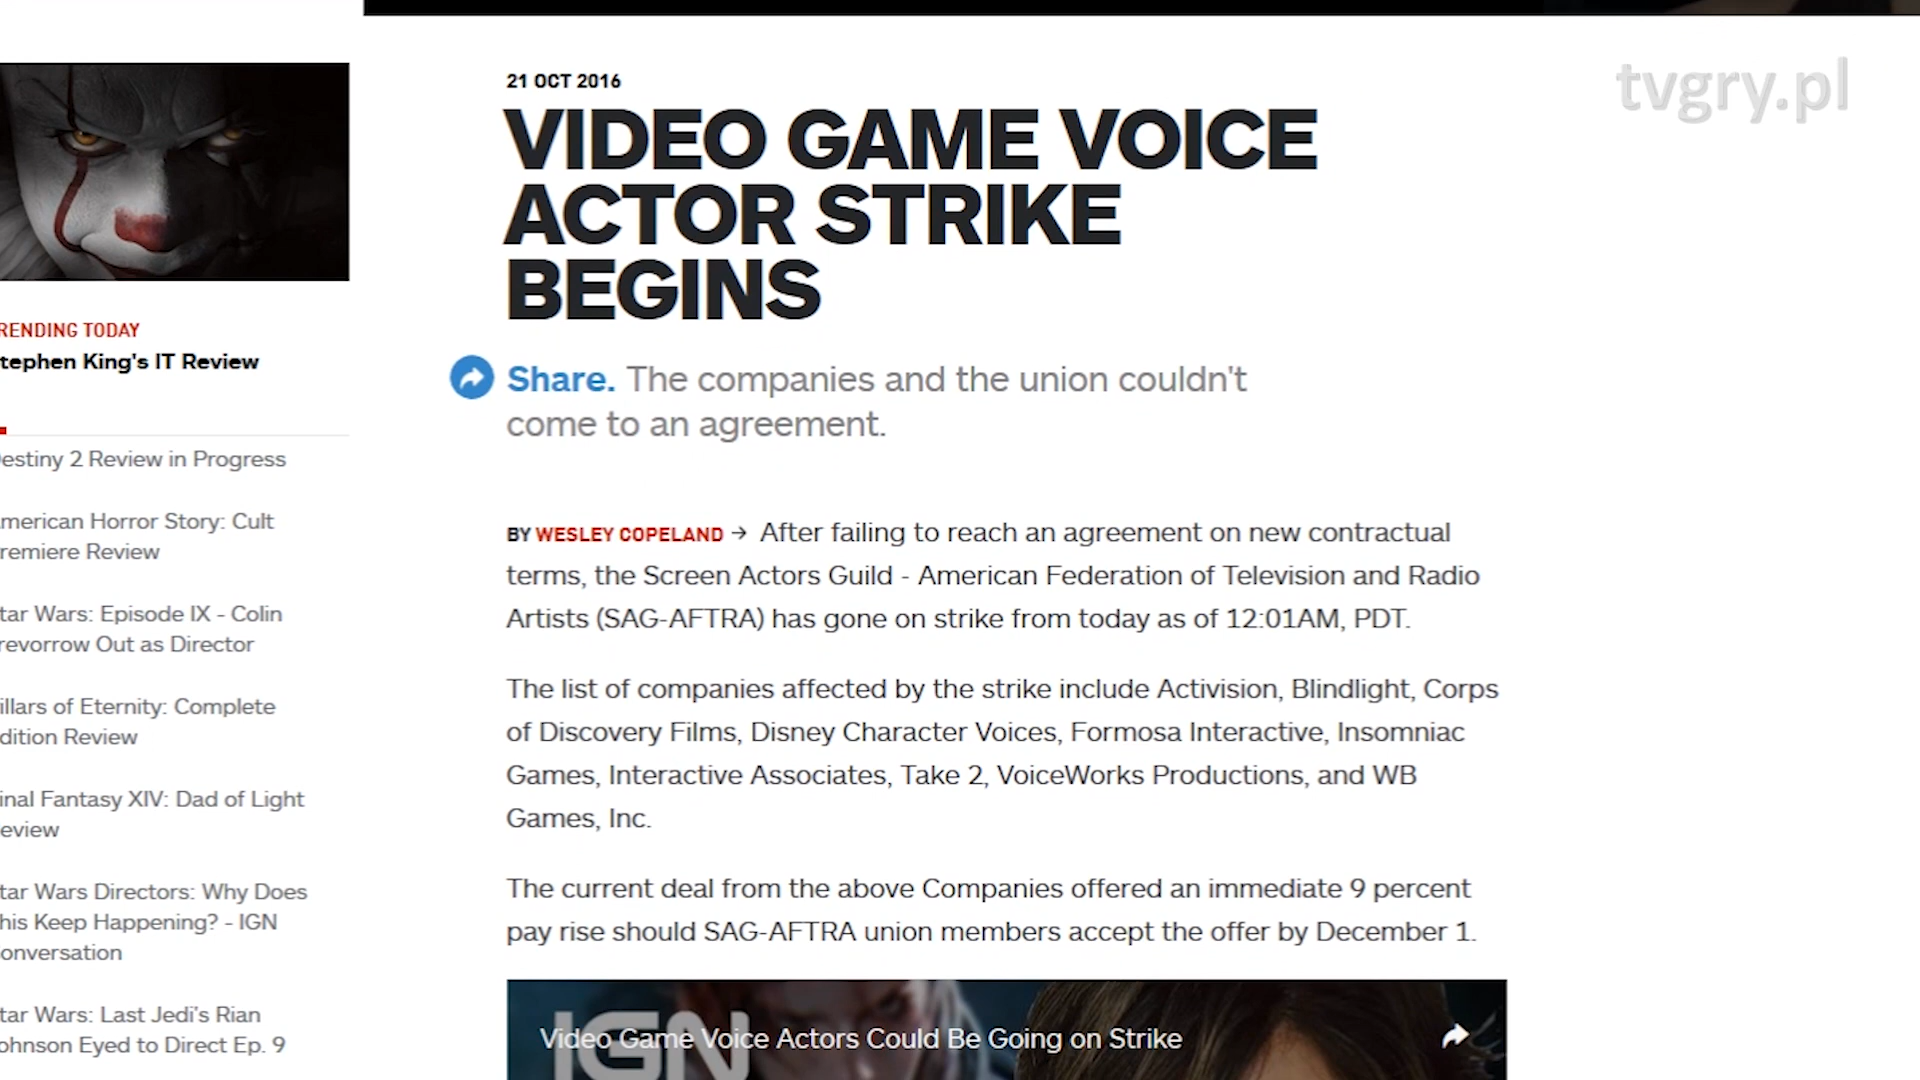 tvgry.pl
21 OCT 2016
VIDEO GAME VOICE
ACTOR STRIKE
BEGINS
Share. The companies and the union couldn't
come to an agreement.
BY WESLEY COPELAND → After failing to reach an agreement on new contractual
terms, the Screen Actors Guild - American Federation of Television and Radio
Artists (SAG-AFTRA) has gone on strike from today as of 12:01AM, PDT.
The list of companies affected by the strike include Activision, Blindlight, Corps
of Discovery Films, Disney Character Voices, Formosa Interactive, Insomniac
Games, Interactive Associates, Take 2, VoiceWorks Productions, and WB
Games, Inc.
The current deal from the above Companies offered an immediate 9 percent
pay rise should SAG-AFTRA union members accept the offer by December 1.
IGN
Video Game Voice Actors Could Be Going on Strike
RENDING TODAY
tephen King's IT Review
estiny 2 Review in Progress
merican Horror Story: Cult
remiere Review
tar Wars: Episode IX - Colin
revorrow Out as Director
illars of Eternity: Complete
dition Review
inal Fantasy XIV: Dad of Light
eview
tar Wars Directors: Why Does
his Keep Happening? - IGN
onversation
tar Wars: Last Jedi's Rian
ohnson Eyed to Direct Ep. 9